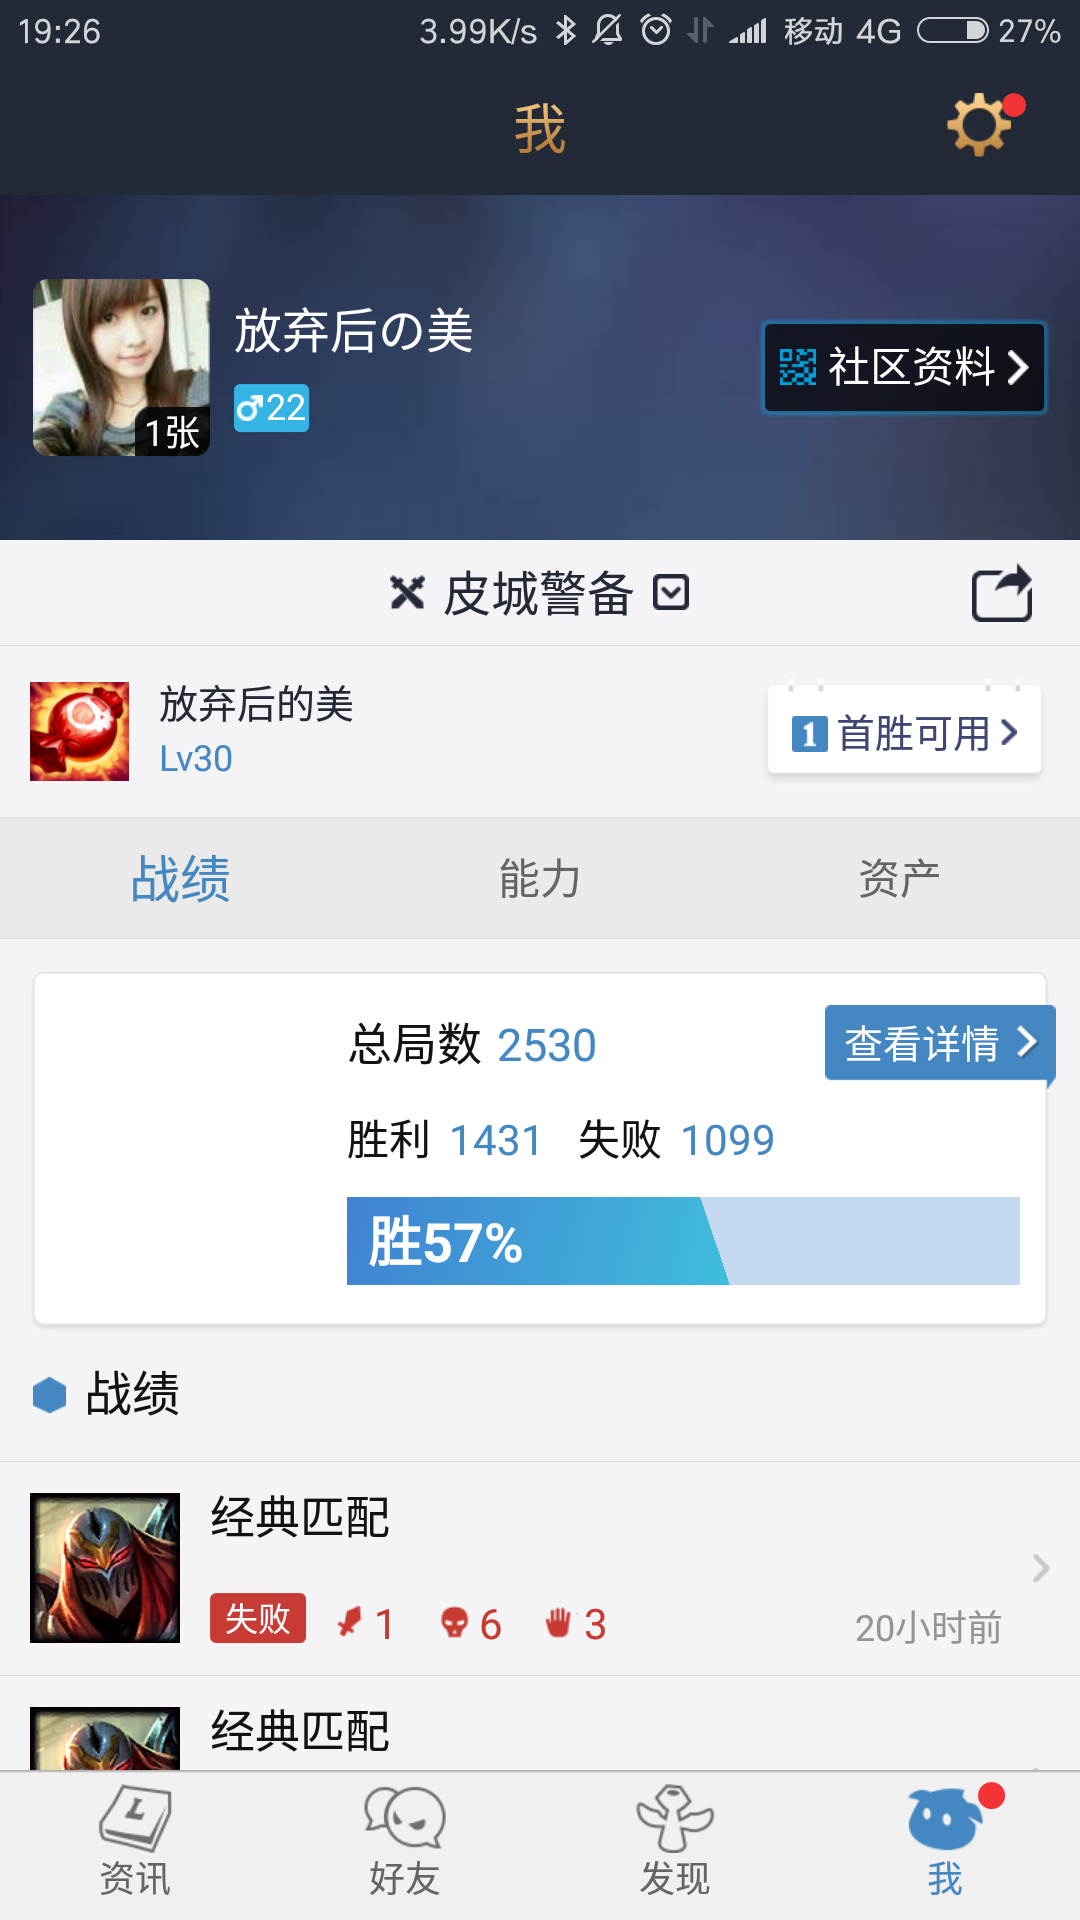 19:26 3.99K/s 移动 4G 27%
我
放弃后の美
1张
♂22
社区资料
皮城警备
放弃后的美
Lv30
1 首胜可用
战绩 能力 资产
总局数 2530
查看详情
胜利 1431 失败 1099
胜57%
战绩
经典匹配
失败 1 6 3
20小时前
经典匹配
资讯 好友 发现 我